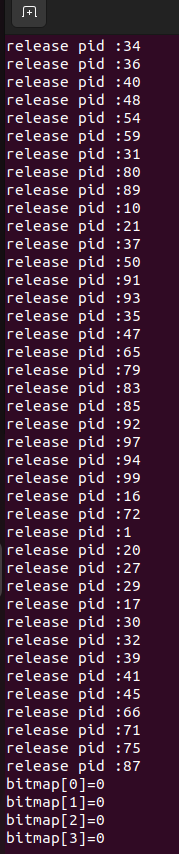 release pid :34
release pid :36
release pid :40
release pid :48
release pid :54
release pid :59
release pid :31
release pid :80
release pid :89
release pid :10
release pid :21
release pid :37
release pid :50
release pid :91
release pid :93
release pid :35
release pid :47
release pid :65
release pid :79
release pid :83
release pid :85
release pid :92
release pid :97
release pid :94
release pid :99
release pid :16
release pid :72
release pid :1
release pid :20
release pid :27
release pid :29
release pid :17
release pid :30
release pid :32
release pid :39
release pid :41
release pid :45
release pid :66
release pid :71
release pid :75
release pid :87
bitmap[0]=0
bitmap[1]=0
bitmap[2]=0
bitmap[3]=0